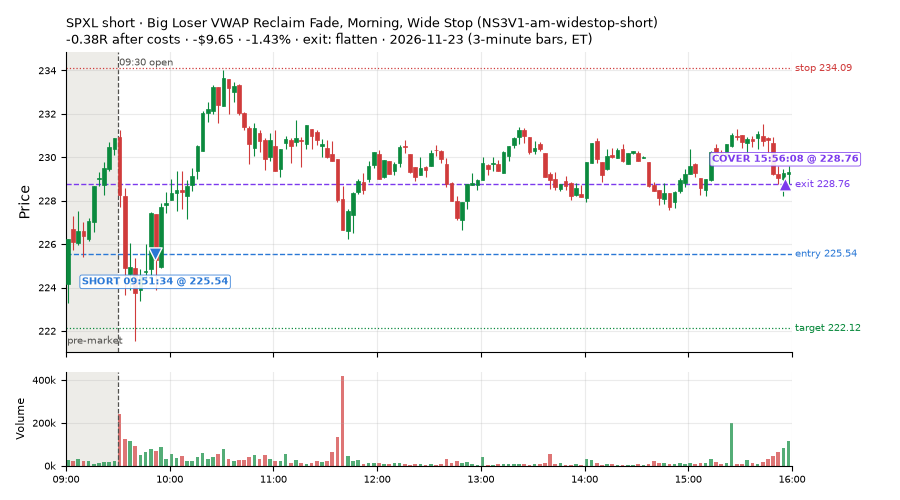 SPXL short · Big Loser VWAP Reclaim Fade, Morning, Wide Stop (NS3V1-am-widestop-short)
-0.38R after costs · -$9.65 · -1.43% · exit: flatten · 2026-11-23 (3-minute bars, ET)
09:30 open
stop 234.09
234
232
230
228
226
224
222
Price
COVER 15:56:08 @ 228.76
exit 228.76
entry 225.54
SHORT 09:51:34 @ 225.54
target 222.12
pre-market
400k
200k
0k
Volume
09:00
10:00
11:00
12:00
13:00
14:00
15:00
16:00